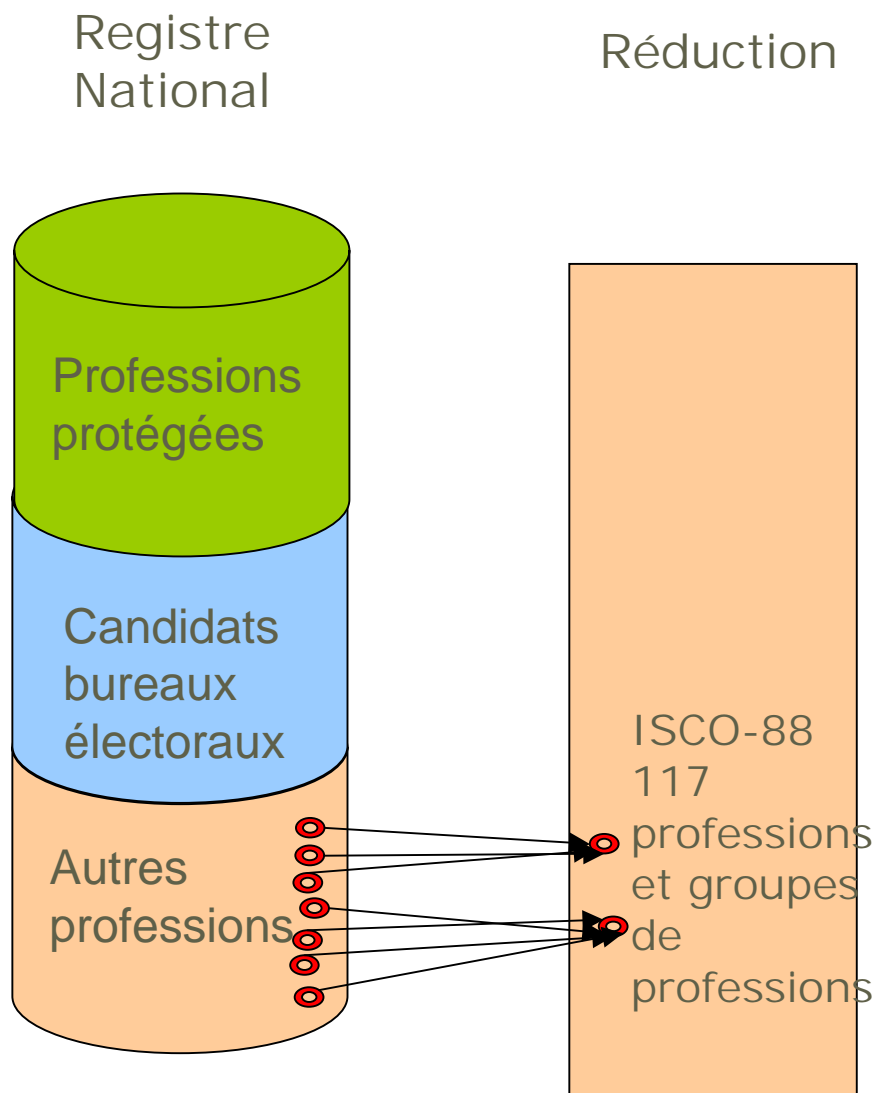 Registre
National
Réduction
Professions
protégées
Candidats
bureaux
électoraux
Autres
professions
ISCO-88
117
professions
et groupes
de
professions